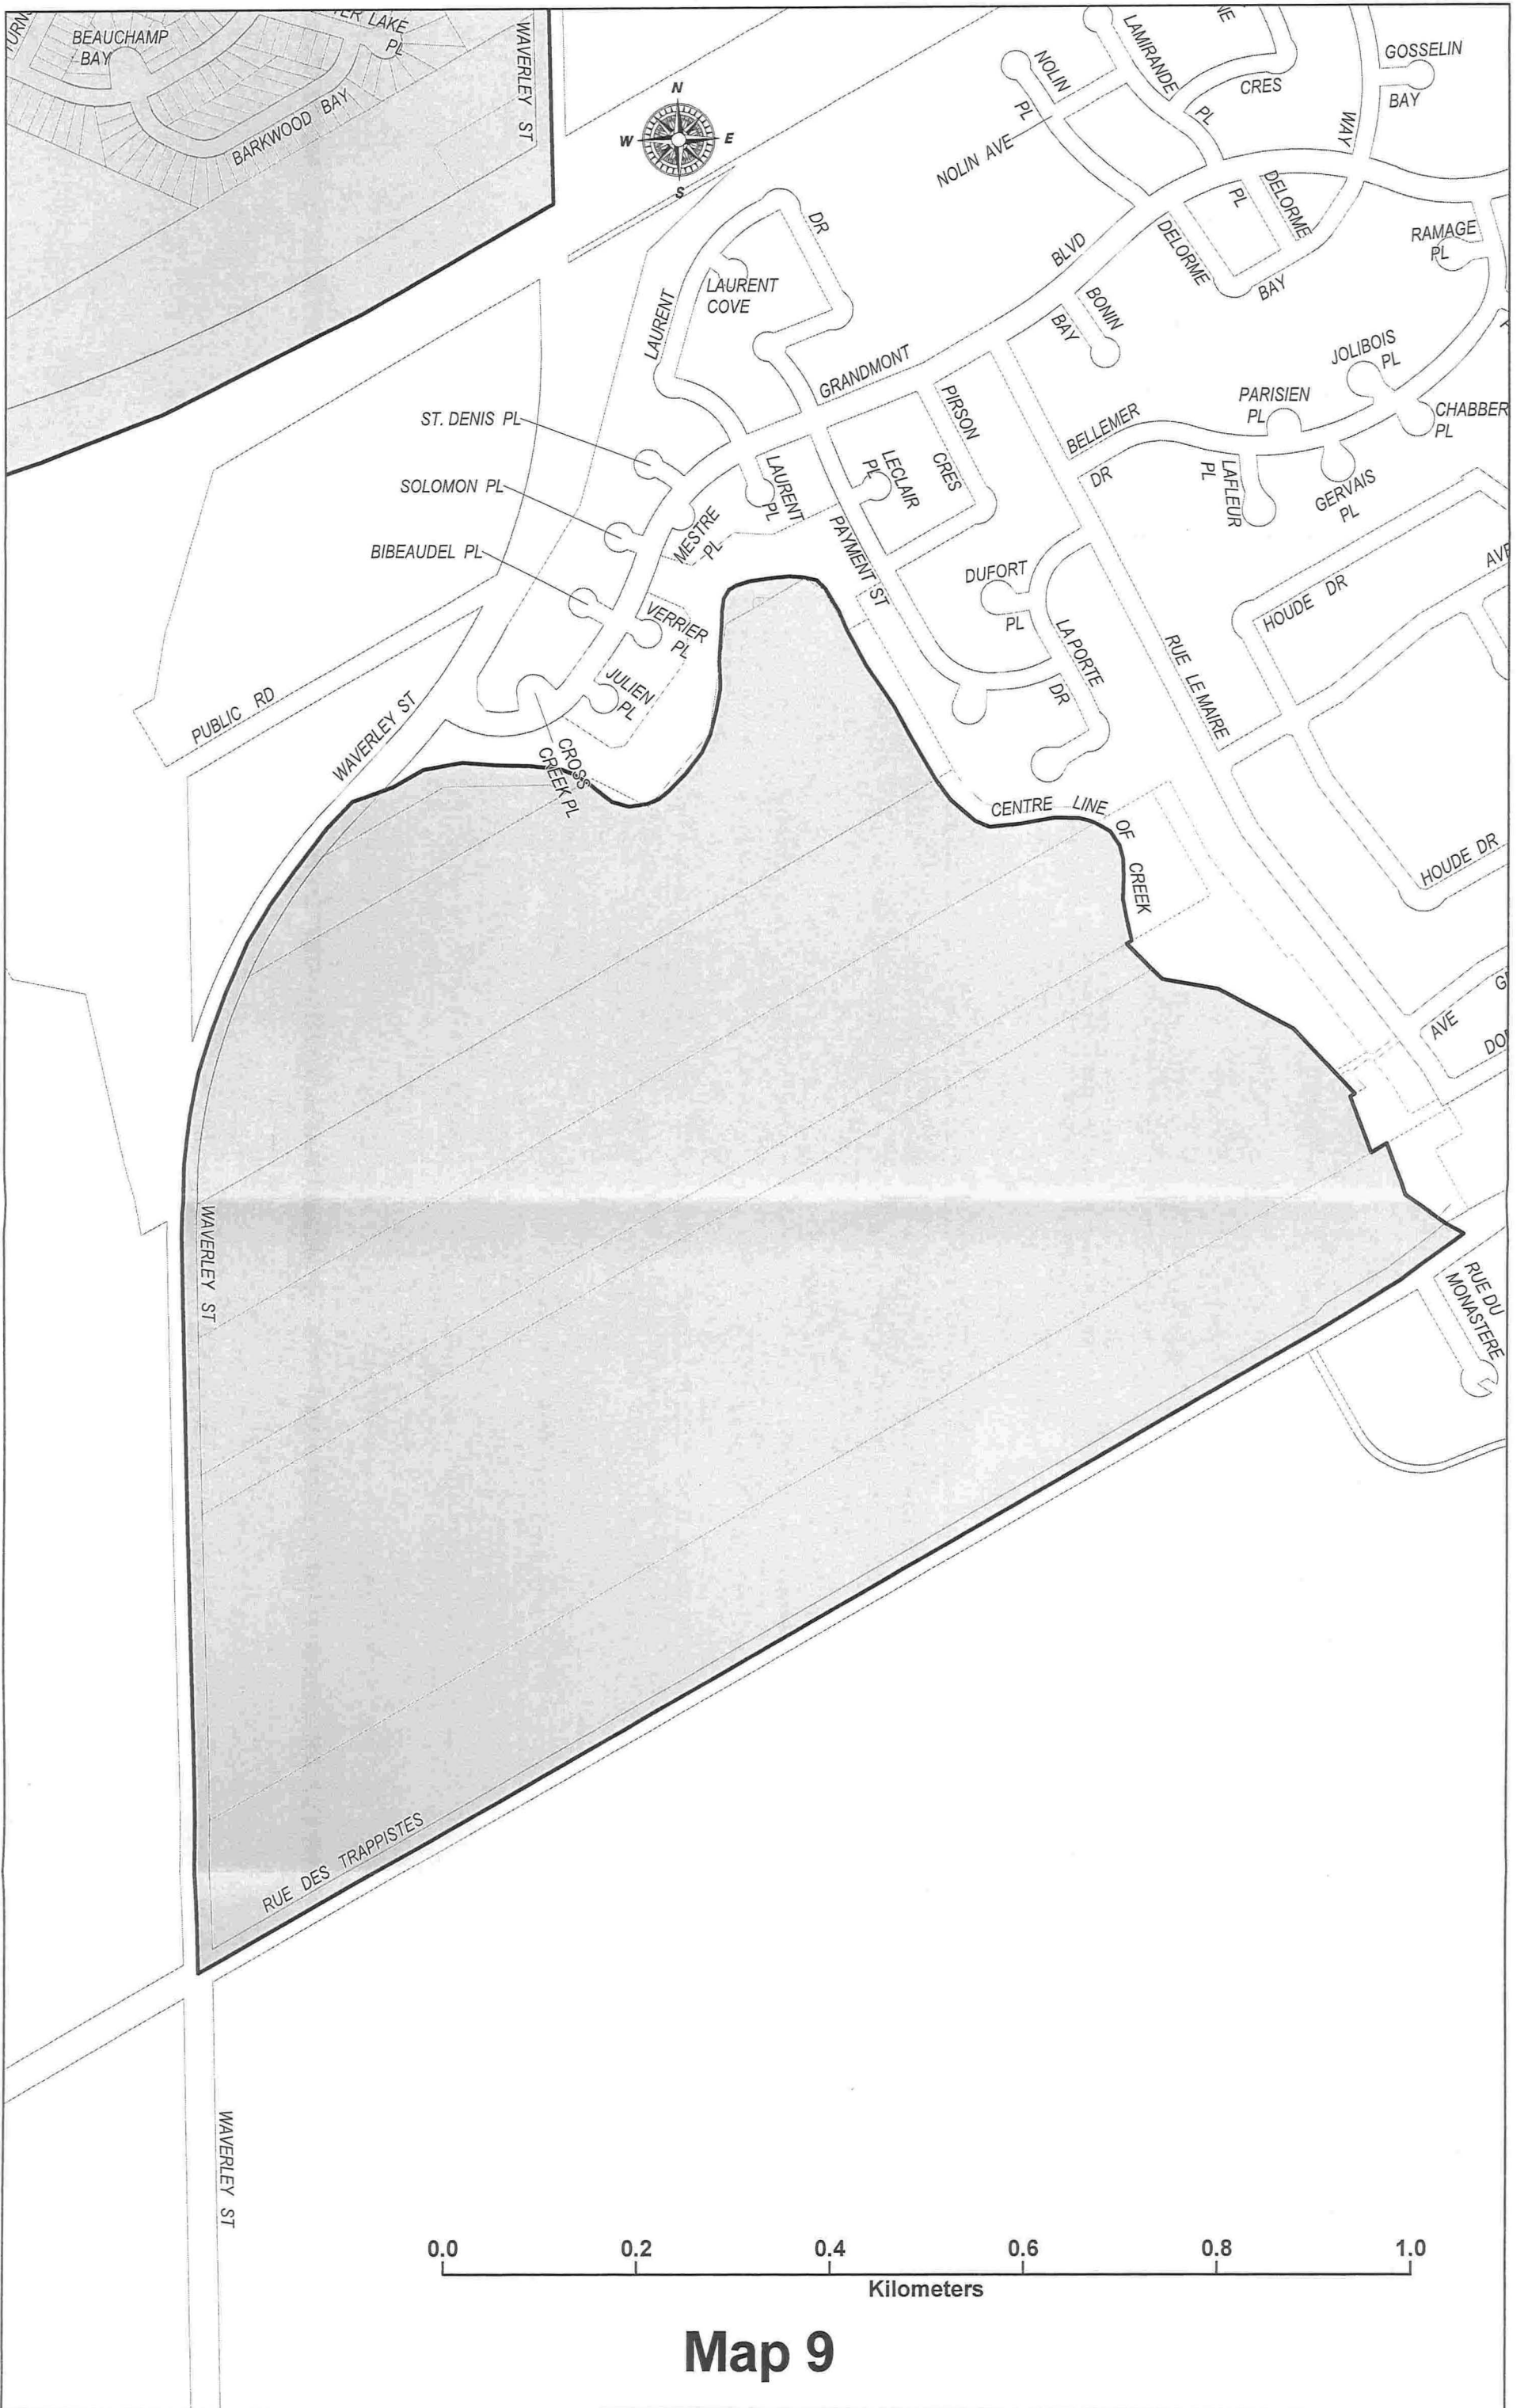 BEAUCHAMP
BAY
LAKE
PL
BARKWOOD BAY
WAVERLEY ST
N
W
E
S
NOLIN
PL
NOLIN AVE
LAMIRANDE
PL
CRES
WAY
GOSSELIN
BAY
DELORME
PL
DELORME
BAY
RAMAGE
PL
DR
LAURENT
COVE
LAURENT
BLVD
GRANDMONT
BONIN
BAY
JOLIBOIS
PL
PARISIEN
PL
CHABBER
PL
ST. DENIS PL
SOLOMON PL
BIBEAUDEL PL
PIRSON
CRES
BELLEMER
DR
LECLAIR
PL
LAURENT
PL
LAFLEUR
PL
GERVAIS
PL
MESTRE
PL
PAYMENT ST
DUFORT
PL
HOUDE DR
AVE
VERRIER
PL
JULIEN
PL
LA PORTE
DR
RUE LEMAIRE
PUBLIC RD
WAVERLEY ST
CROSS
CREEK PL
CENTRE LINE OF CREEK
HOUDE DR
AVE
WAVERLEY ST
RUE DU
MONASTERE
RUE DES TRAPPISTES
WAVERLEY ST
0.0 0.2 0.4 0.6 0.8 1.0
Kilometers
Map 9